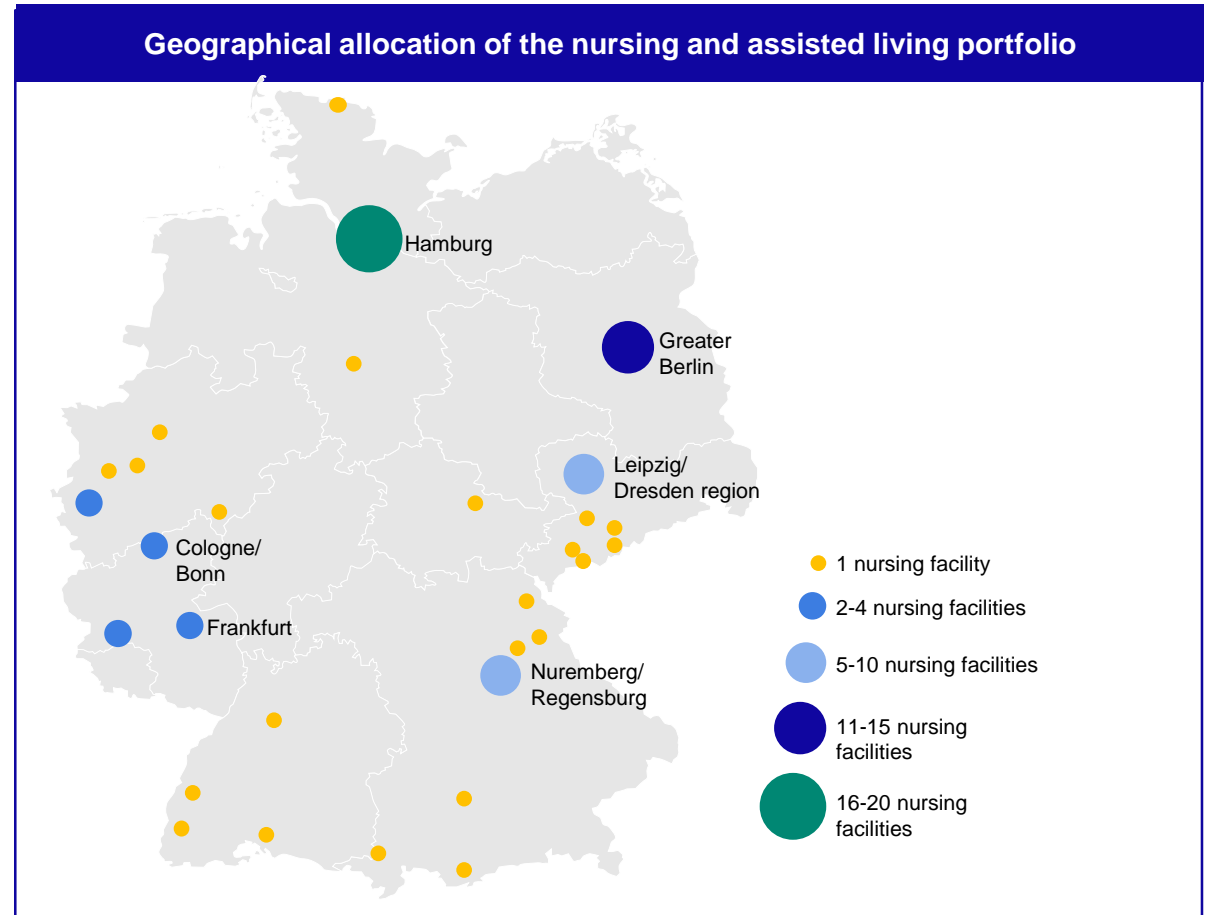 Geographical allocation of the nursing and assisted living portfolio
Hamburg
Greater
Berlin
Leipzig/
Dresden region
Cologne/
Bonn
Frankfurt
Nuremberg/
Regensburg
1 nursing facility
2-4 nursing facilities
5-10 nursing facilities
11-15 nursing
facilities
16-20 nursing
facilities